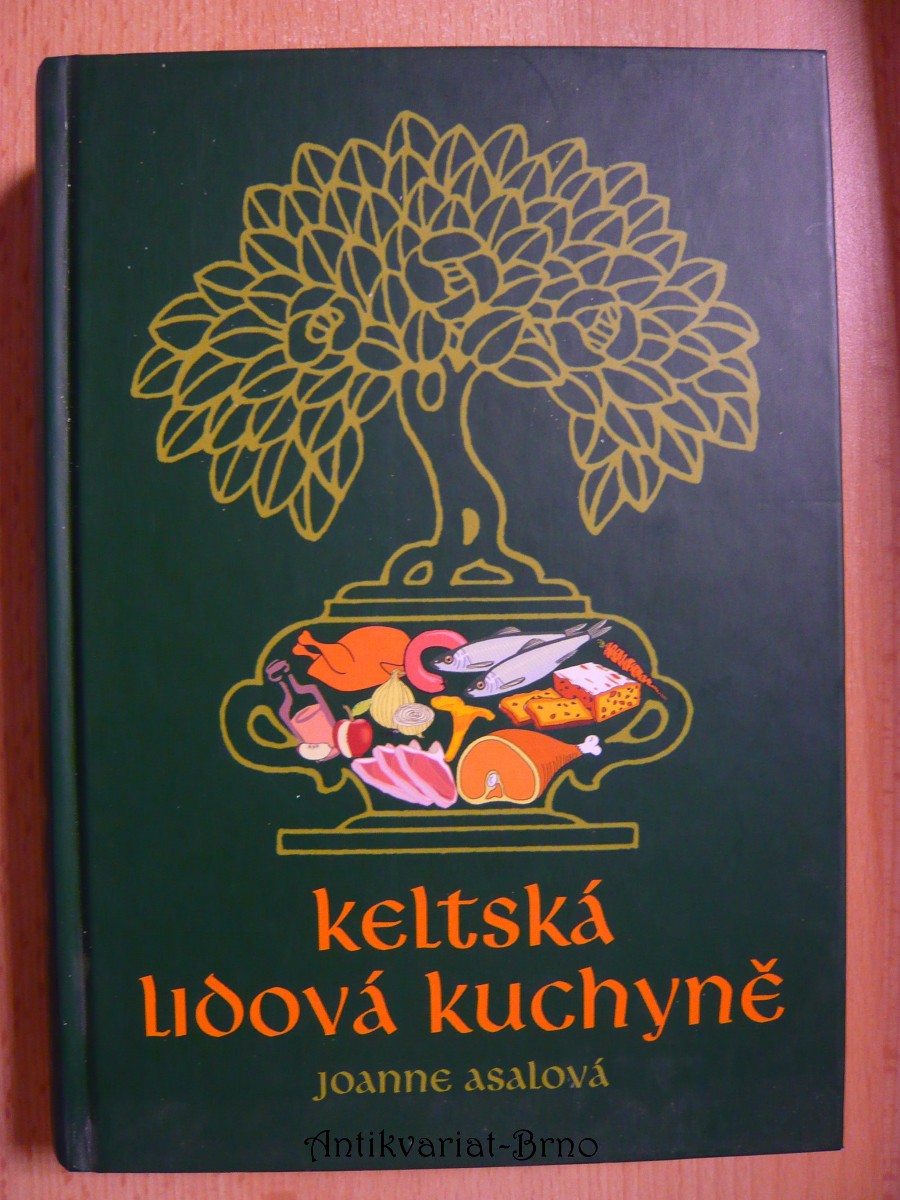 keltská
lidová kuchyně
joanne asalová
Antikvariat-Brno